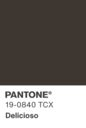 PANTONE®
19-0840 TCX
Delicioso